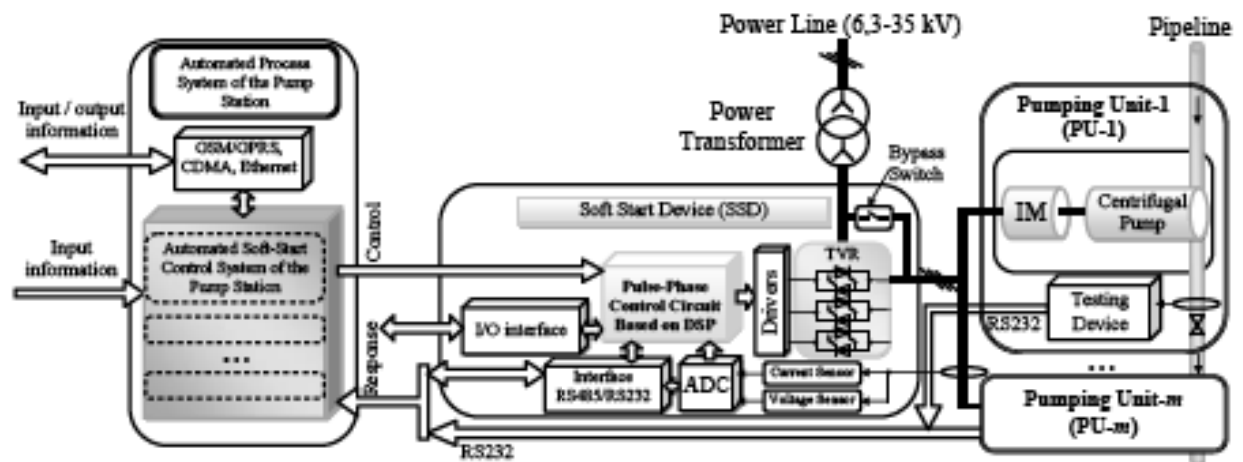 Automated Process
System of the Pump
Station
Input / output
information
GSM/GPRS,
CDMA, Ethernet
Input
information
Automated Soft-Start
Control System of the
Pump Station
...
Control
Response
Soft Start Device (SSD)
Pulse-Phase
Control Circuit
Based on DSP
I/O interface
Interface
RS485/RS232
ADC
Drivers
TVR
Current Sensor
Voltage Sensor
Power Line (6,3-35 kV)
Power
Transformer
Bypass
Switch
Pipeline
Pumping Unit-1
(PU-1)
IM
Centrifugal
Pump
Testing
Device
RS232
...
Pumping Unit-m
(PU-m)
RS232